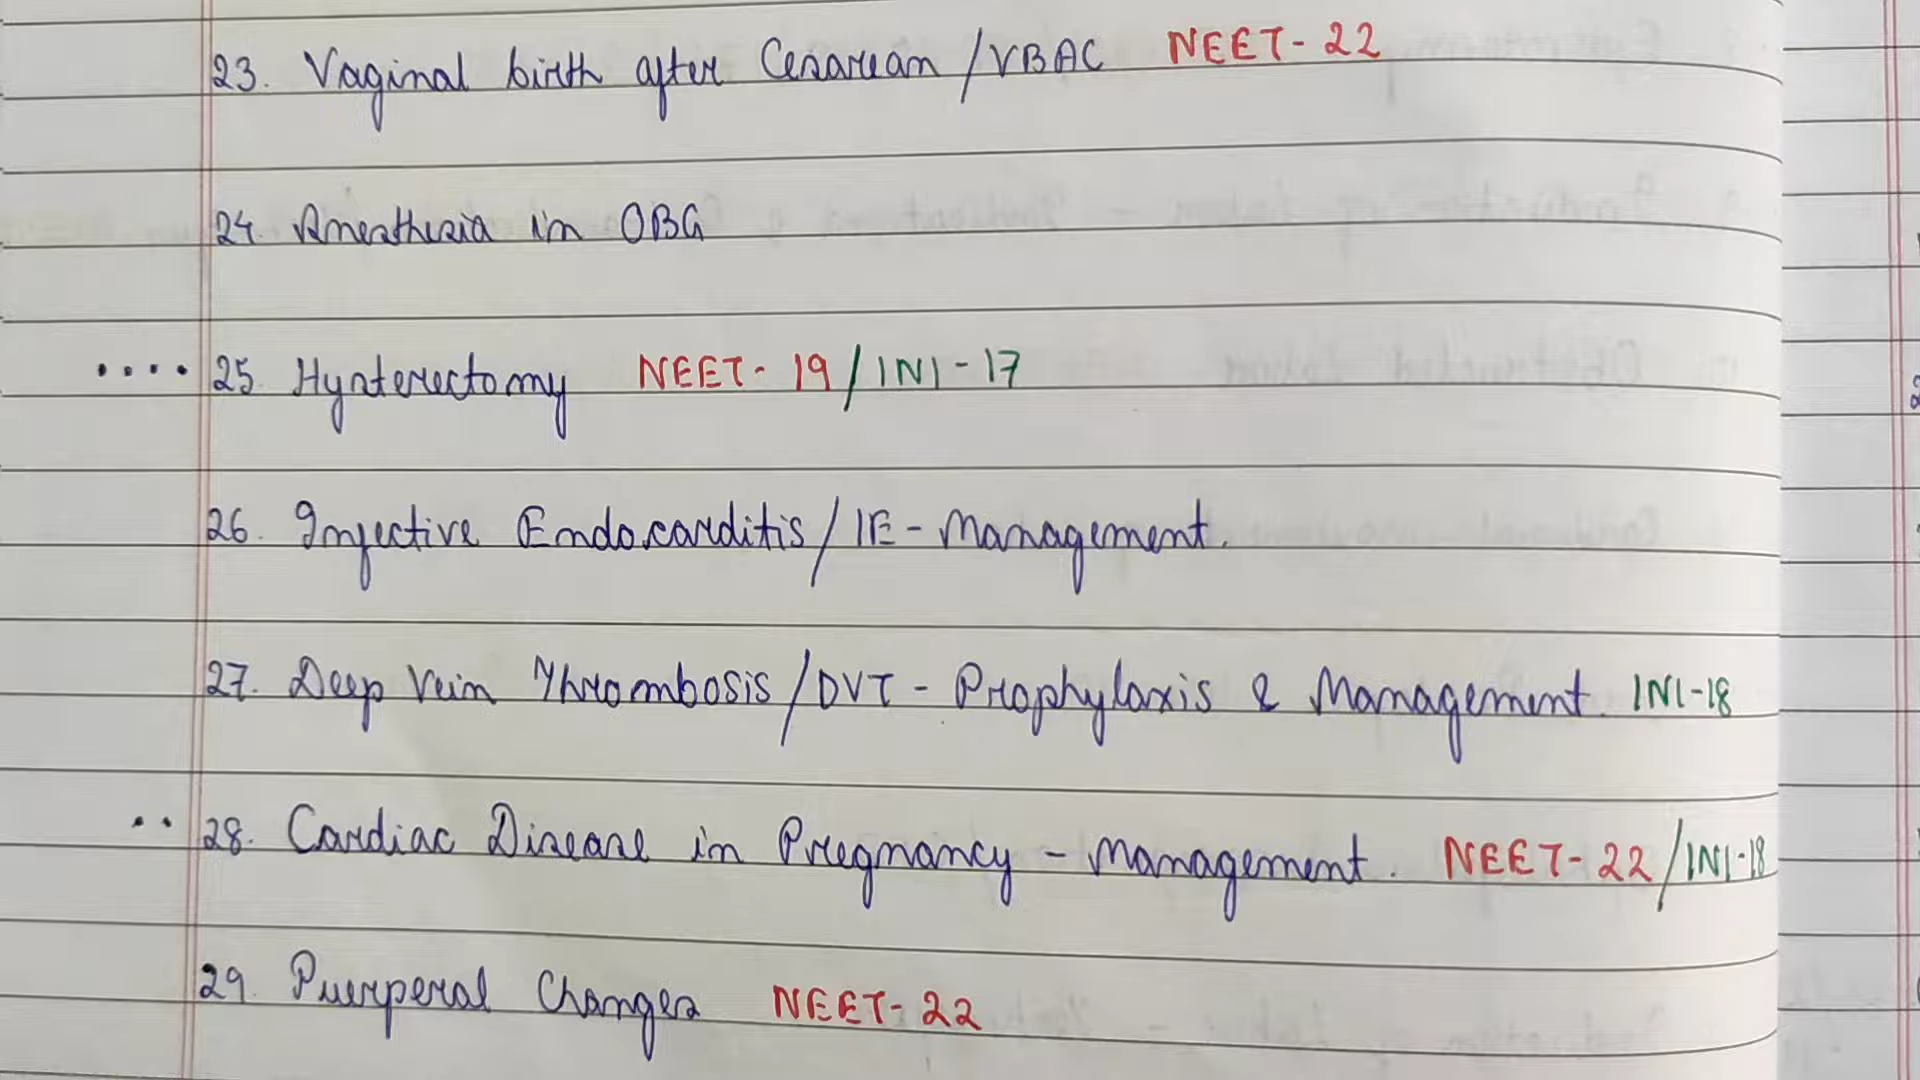 23. Vaginal birth after Cesarean / VBAC NEET- 22
24. Anesthesia in OBG
.... 25. Hysterectomy NEET- 19 / INI - 17
26. Infective Endocarditis / IE - Management.
27. Deep Vein Thrombosis / DVT - Prophylaxis & Management. INI-18
.. 28. Cardiac Disease in Pregnancy - Management. NEET- 22 / INI-18
29. Puerperal Changes NEET- 22